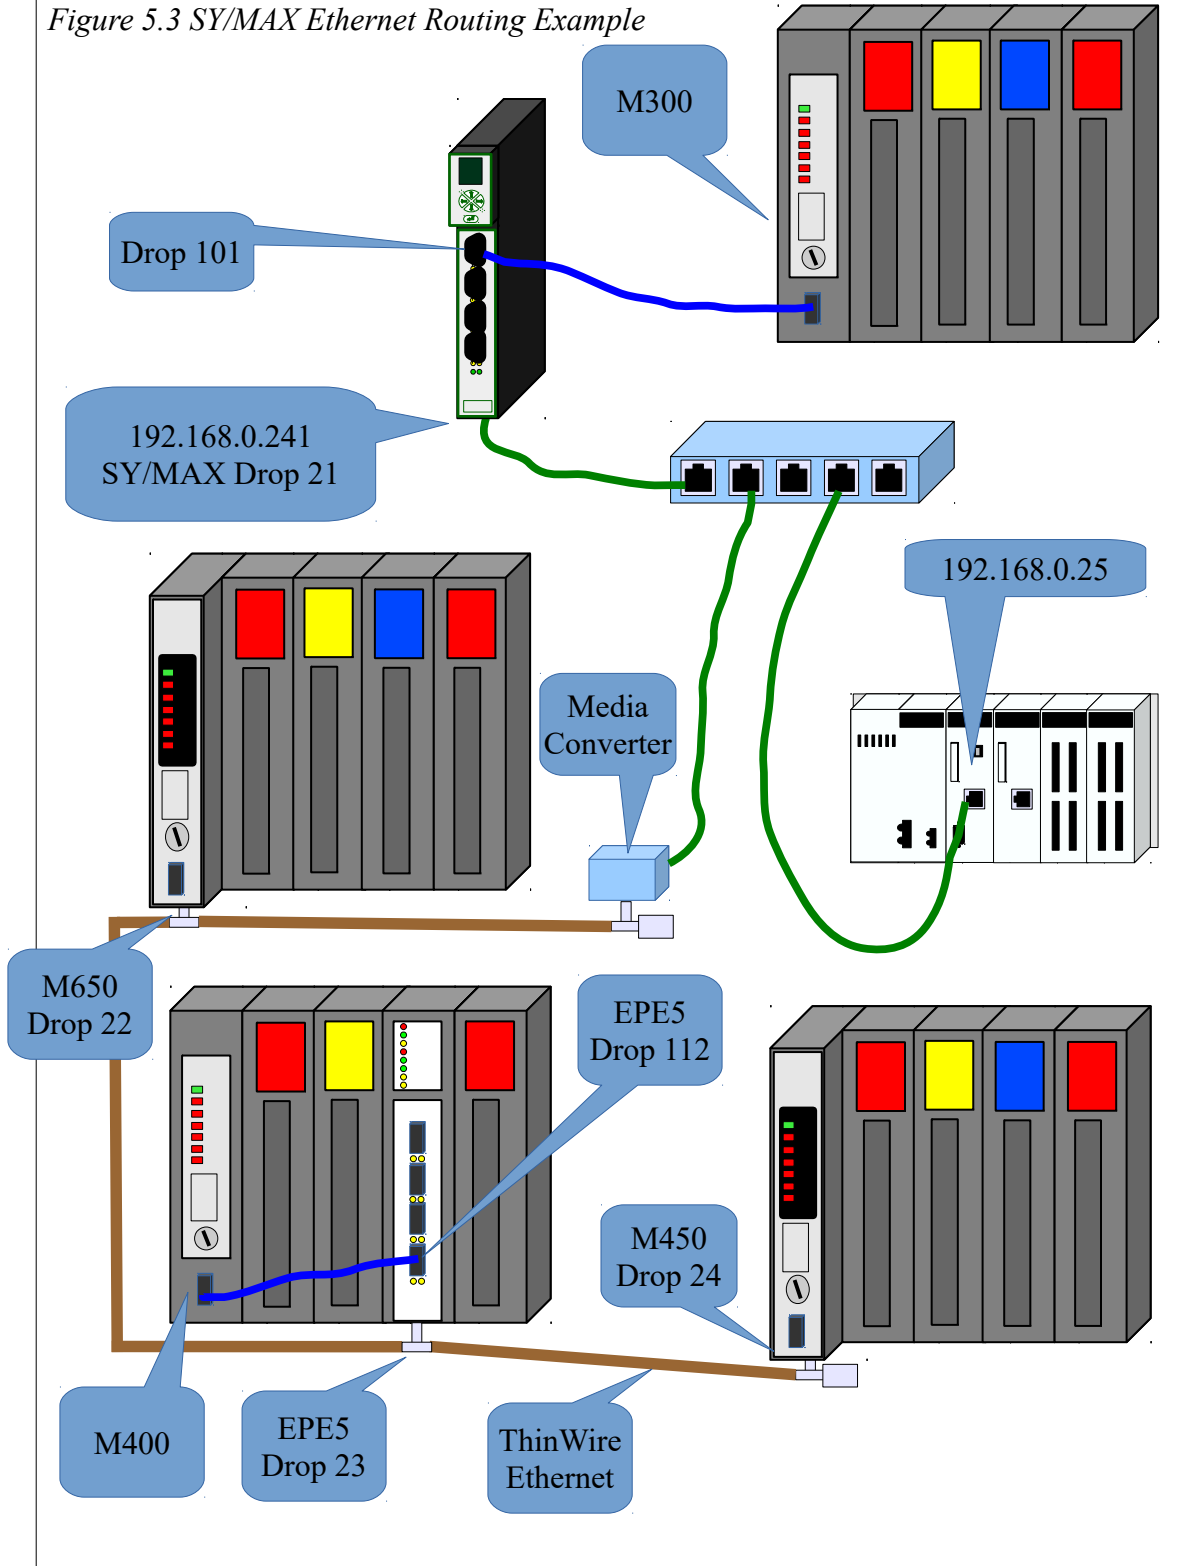 Figure 5.3 SY/MAX Ethernet Routing Example
M300
Drop 101
192.168.0.241
SY/MAX Drop 21
192.168.0.25
Media
Converter
M650
Drop 22
EPE5
Drop 112
M450
Drop 24
M400
EPE5
Drop 23
ThinWire
Ethernet